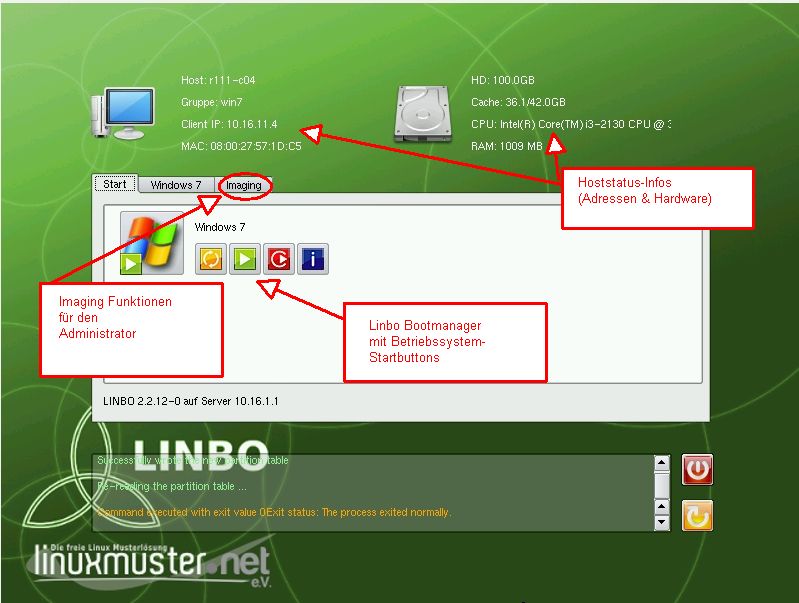 Host: r111-c04
Gruppe: win7
Client IP: 10.16.11.4
MAC: 08:00:27:57:1D:C5
HD: 100.0GB
Cache: 36.1/42.0GB
CPU: Intel(R) Core(TM) i3-2130 CPU @ 3
RAM: 1009 MB
Hoststatus-Infos
(Adressen & Hardware)
Start
Windows 7
Imaging
Windows 7
Imaging Funktionen
für den
Administrator
Linbo Bootmanager
mit Betriebssystem-
Startbuttons
LINBO 2.2.12-0 auf Server 10.16.1.1
LINBO
Successfully wrote the new partition table
Re-reading the partition table ...
Command executed with exit value 0Exit status: The process exited normally.
Die freie Linux Musterlösung
linuxmuster.net
e.V.